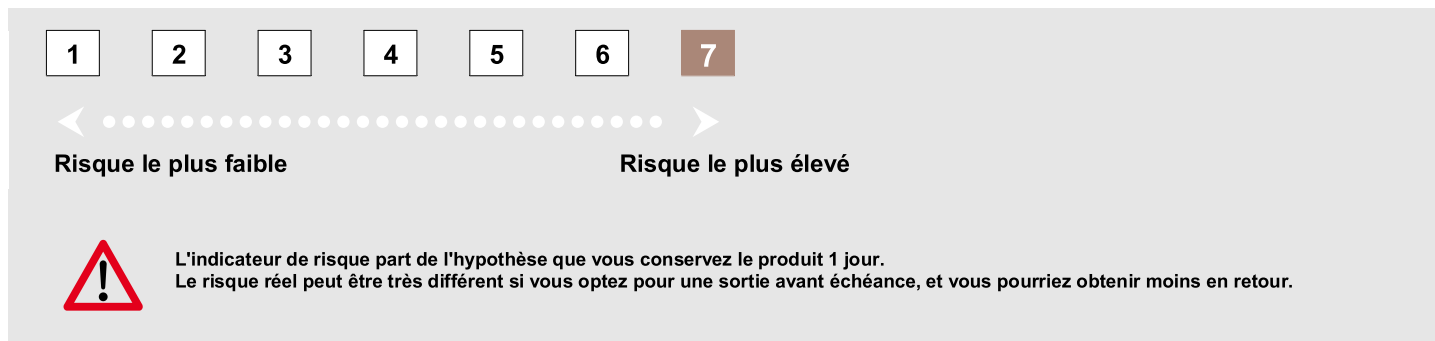 1 2 3 4 5 6 7
Risque le plus faible Risque le plus élevé
L'indicateur de risque part de l'hypothèse que vous conservez le produit 1 jour.
Le risque réel peut être très différent si vous optez pour une sortie avant échéance, et vous pourriez obtenir moins en retour.